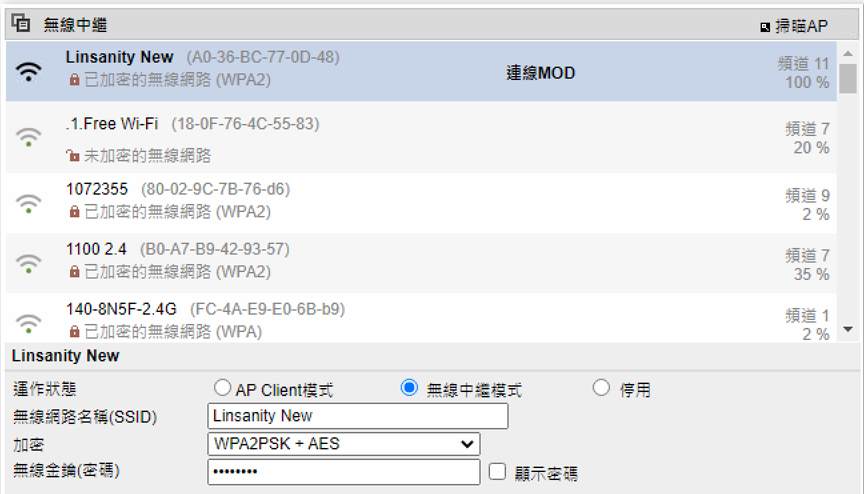 無線中繼
掃瞄AP
Linsanity New (A0-36-BC-77-0D-48)
已加密的無線網路 (WPA2)
連線MOD
頻道 11
100 %
.1.Free Wi-Fi (18-0F-76-4C-55-83)
未加密的無線網路
頻道 7
20 %
1072355 (80-02-9C-7B-76-d6)
已加密的無線網路 (WPA2)
頻道 9
2 %
1100 2.4 (B0-A7-B9-42-93-57)
已加密的無線網路 (WPA2)
頻道 7
35 %
140-8N5F-2.4G (FC-4A-E9-E0-6B-b9)
已加密的無線網路 (WPA)
頻道 1
2 %
Linsanity New
運作狀態 AP Client模式 無線中繼模式 停用
無線網路名稱(SSID) Linsanity New
加密 WPA2PSK + AES
無線金鑰(密碼) •••••••• 顯示密碼